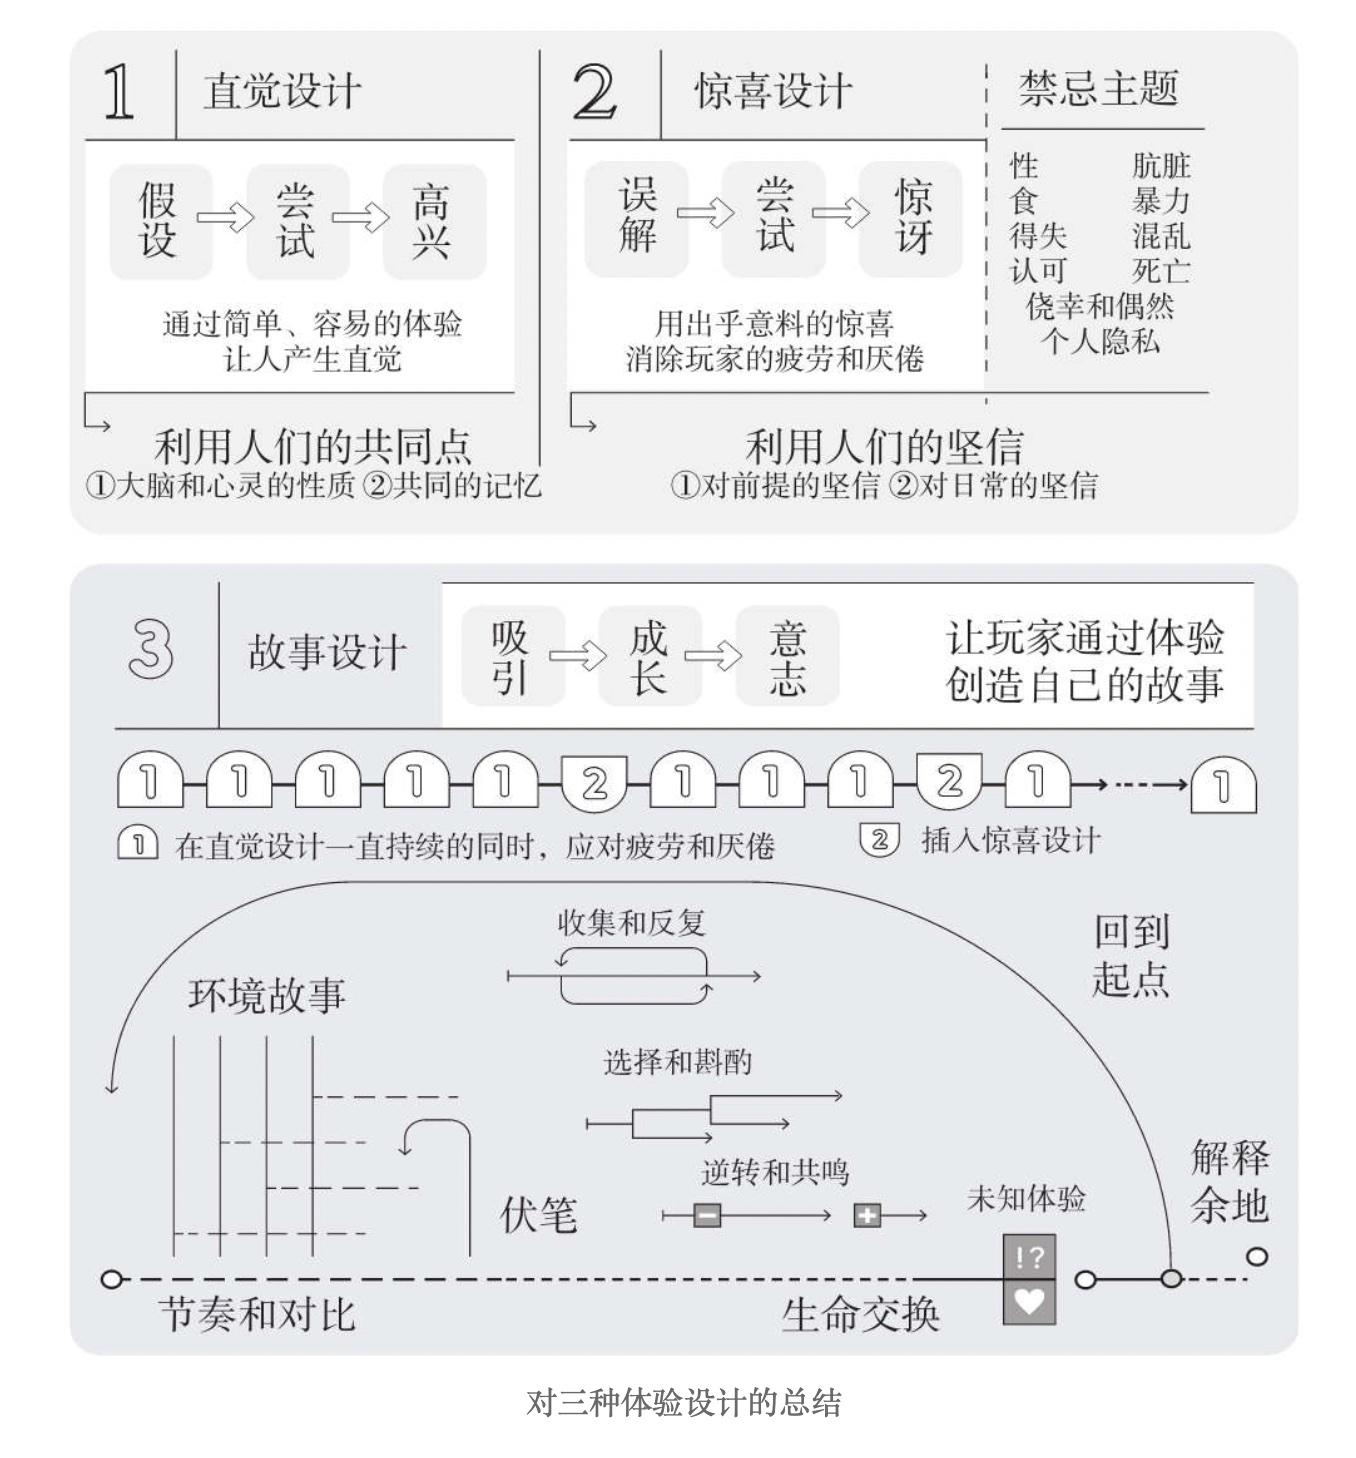 1 直觉设计
假设 尝试 高兴
通过简单、容易的体验
让人产生直觉
利用人们的共同点
①大脑和心灵的性质 ②共同的记忆
2 惊喜设计
误解 尝试 惊讶
用出乎意料的惊喜
消除玩家的疲劳和厌倦
利用人们的坚信
①对前提的坚信 ②对日常的坚信
禁忌主题
性 肮脏
食 暴力
得失 混乱
认可 死亡
侥幸和偶然
个人隐私
3 故事设计
吸引 成长 意志
让玩家通过体验
创造自己的故事
1 1 1 1 1 2 1 1 1 2 1 1
1 在直觉设计一直持续的同时，应对疲劳和厌倦
2 插入惊喜设计
收集和反复
回到
起点
环境故事
选择和斟酌
逆转和共鸣
− +
伏笔
未知体验
!?
解释
余地
节奏和对比
生命交换
对三种体验设计的总结